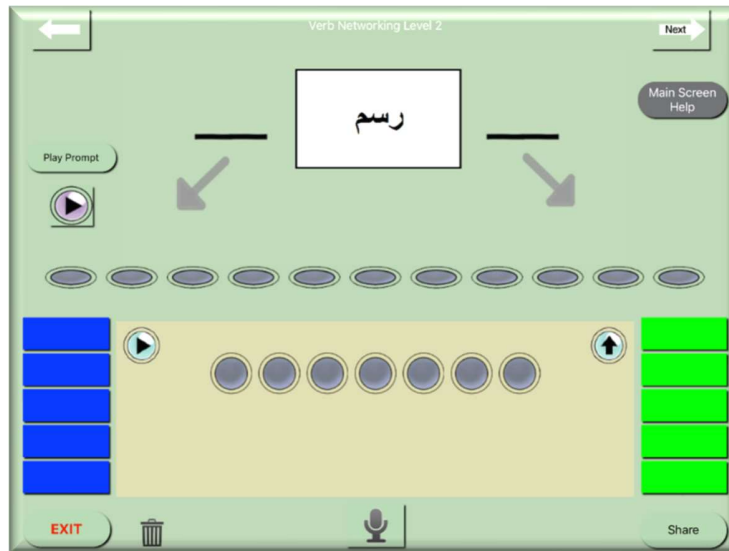 Verb Networking Level 2
Next
رسم
Main Screen
Help
Play Prompt
EXIT
Share